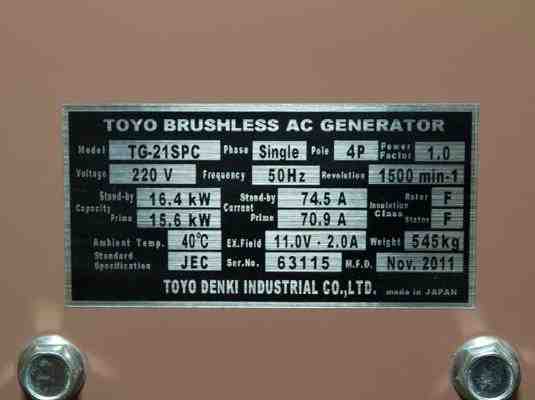 TOYO BRUSHLESS AC GENERATOR
Model TG-21SPC Phase Single Pole 4P Power Factor 1.0
Voltage 220 V Frequency 50Hz Revolution 1500 min-1
Capacity Stand-by 16.4 kW Current Stand-by 74.5 A Insulation Class Rotor F
Prime 15.6 kW Prime 70.9 A Stator F
Ambient Temp. 40℃ EX.Field 11.0V - 2.0A Weight 545kg
Standard Specification JEC Ser.No. 63115 M.F.D. Nov. 2011
TOYO DENKI INDUSTRIAL CO.,LTD. made in JAPAN